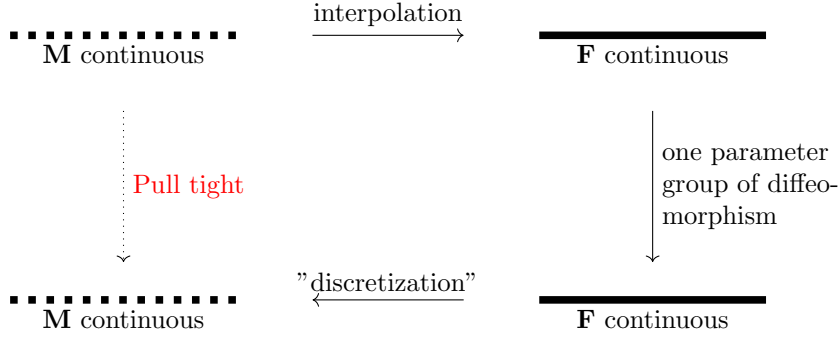 interpolation
M continuous
F continuous
Pull tight
one parameter
group of diffeo-
morphism
"discretization"
M continuous
F continuous